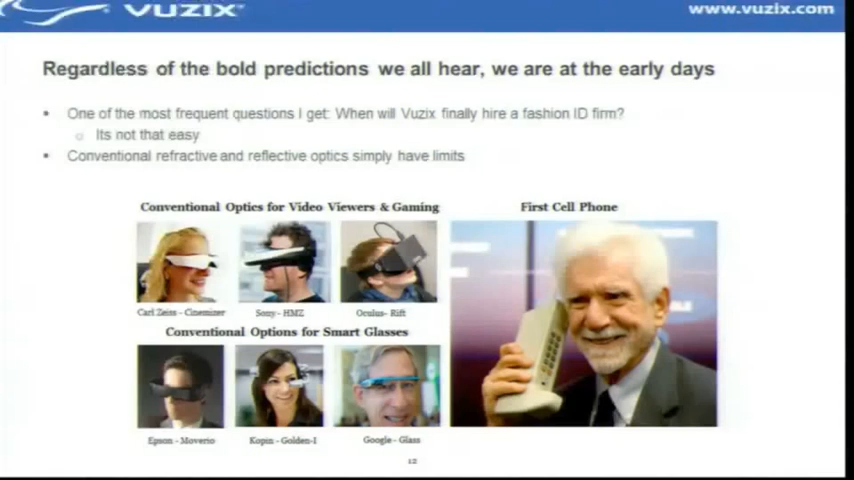 VUZIX
www.vuzix.com
Regardless of the bold predictions we all hear, we are at the early days
One of the most frequent questions I get: When will Vuzix finally hire a fashion ID firm?
Its not that easy
Conventional refractive and reflective optics simply have limits
Conventional Optics for Video Viewers & Gaming
First Cell Phone
Carl Zeiss - Cinemizer
Sony - HMZ
Oculus- Rift
Conventional Options for Smart Glasses
Epson - Moverio
Kopin - Golden-I
Google - Glass
12